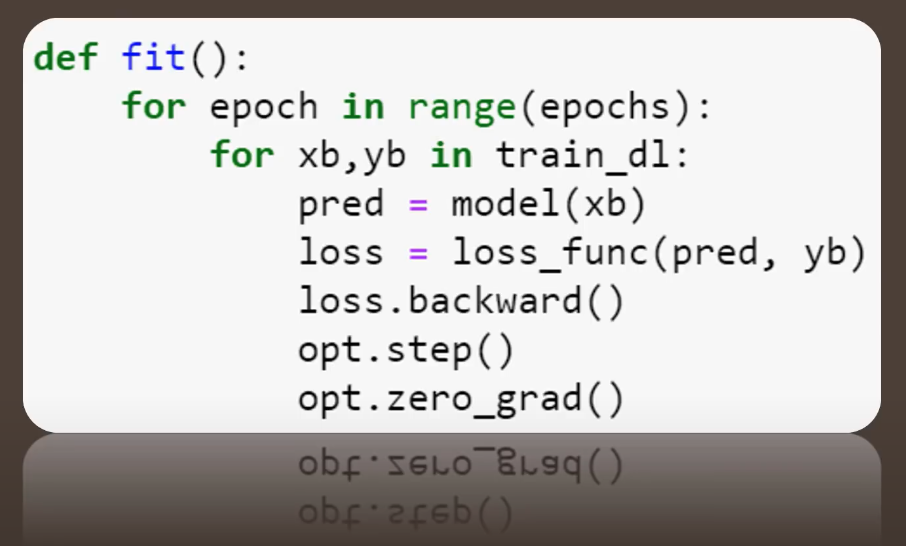 def fit():
    for epoch in range(epochs):
        for xb,yb in train_dl:
            pred = model(xb)
            loss = loss_func(pred, yb)
            loss.backward()
            opt.step()
            opt.zero_grad()